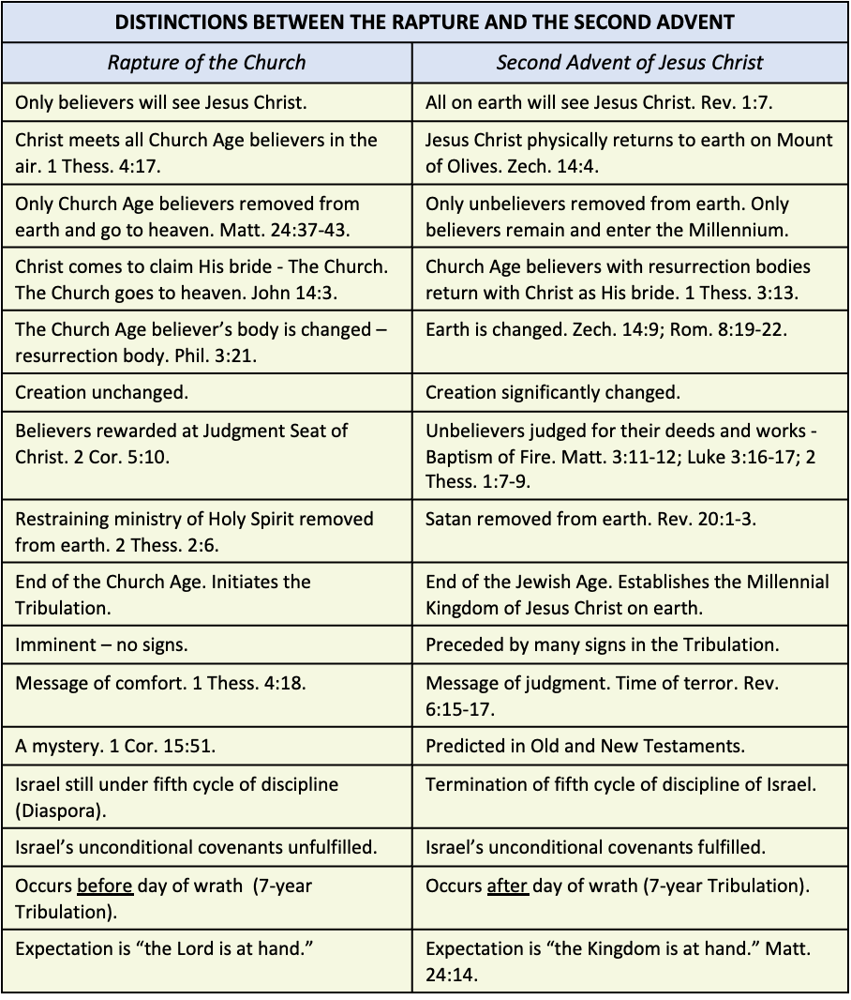 DISTINCTIONS BETWEEN THE RAPTURE AND THE SECOND ADVENT
Rapture of the Church
Second Advent of Jesus Christ
Only believers will see Jesus Christ.
All on earth will see Jesus Christ. Rev. 1:7.
Christ meets all Church Age believers in the
air. 1 Thess. 4:17.
Jesus Christ physically returns to earth on Mount
of Olives. Zech. 14:4.
Only Church Age believers removed from
earth and go to heaven. Matt. 24:37-43.
Only unbelievers removed from earth. Only
believers remain and enter the Millennium.
Christ comes to claim His bride - The Church.
The Church goes to heaven. John 14:3.
Church Age believers with resurrection bodies
return with Christ as His bride. 1 Thess. 3:13.
The Church Age believer’s body is changed –
resurrection body. Phil. 3:21.
Earth is changed. Zech. 14:9; Rom. 8:19-22.
Creation unchanged.
Creation significantly changed.
Believers rewarded at Judgment Seat of
Christ. 2 Cor. 5:10.
Unbelievers judged for their deeds and works -
Baptism of Fire. Matt. 3:11-12; Luke 3:16-17; 2
Thess. 1:7-9.
Restraining ministry of Holy Spirit removed
from earth. 2 Thess. 2:6.
Satan removed from earth. Rev. 20:1-3.
End of the Church Age. Initiates the
Tribulation.
End of the Jewish Age. Establishes the Millennial
Kingdom of Jesus Christ on earth.
Imminent – no signs.
Preceded by many signs in the Tribulation.
Message of comfort. 1 Thess. 4:18.
Message of judgment. Time of terror. Rev.
6:15-17.
A mystery. 1 Cor. 15:51.
Predicted in Old and New Testaments.
Israel still under fifth cycle of discipline
(Diaspora).
Termination of fifth cycle of discipline of Israel.
Israel’s unconditional covenants unfulfilled.
Israel’s unconditional covenants fulfilled.
Occurs before day of wrath (7-year
Tribulation).
Occurs after day of wrath (7-year Tribulation).
Expectation is “the Lord is at hand.”
Expectation is “the Kingdom is at hand.” Matt.
24:14.